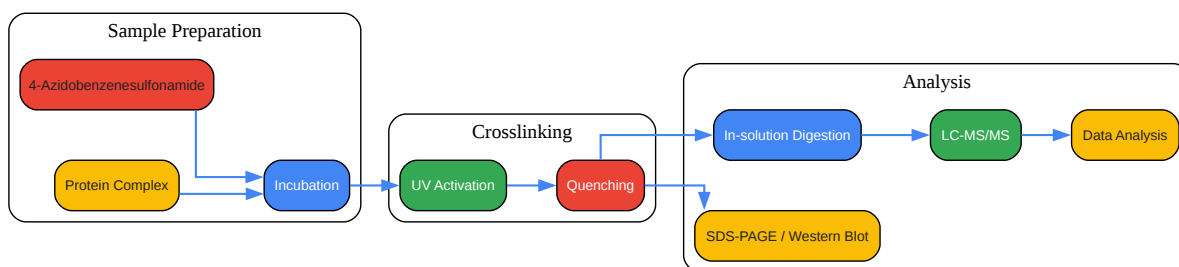 Sample Preparation
4-Azidobenzenesulfonamide
Protein Complex
Incubation
Crosslinking
UV Activation
Quenching
Analysis
In-solution Digestion
LC-MS/MS
Data Analysis
SDS-PAGE / Western Blot